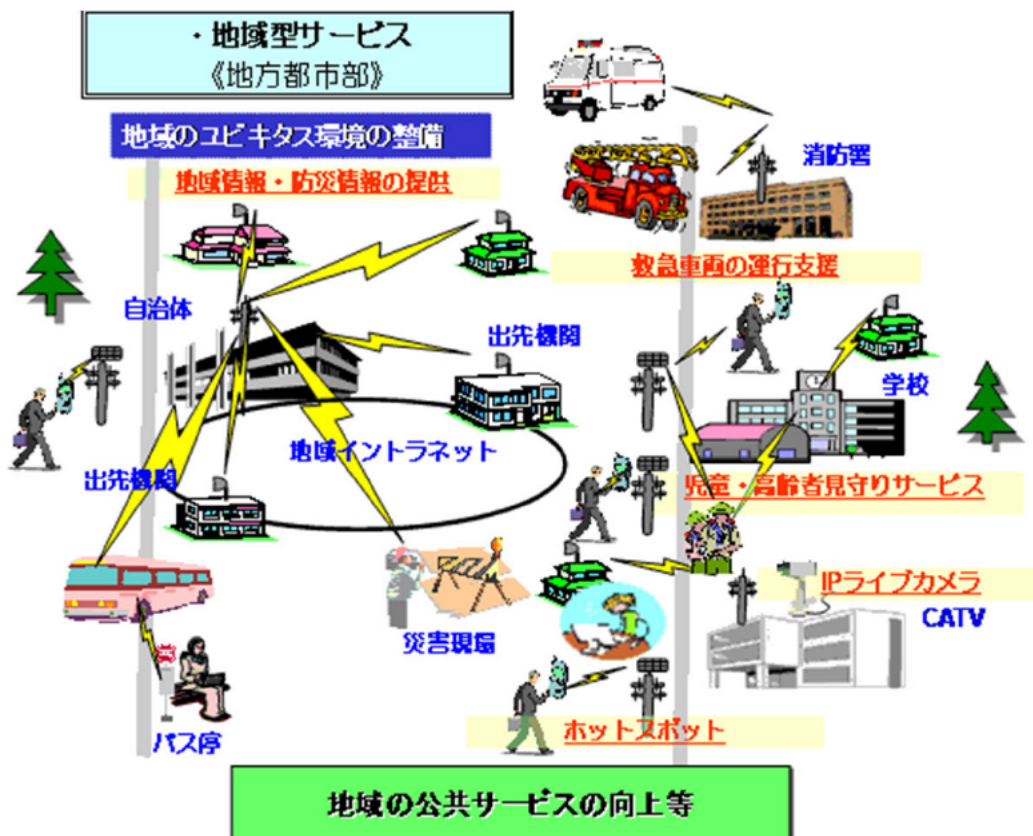 ・地域型サービス
《地方都市部》
地域のユビキタス環境の整備
地域情報・防災情報の提供
消防署
救急車両の運行支援
自治体
出先機関
学校
地域イントラネット
出先機関
児童・高齢者見守りサービス
IPライブカメラ
CATV
災害現場
バス停
ホットスポット
地域の公共サービスの向上等